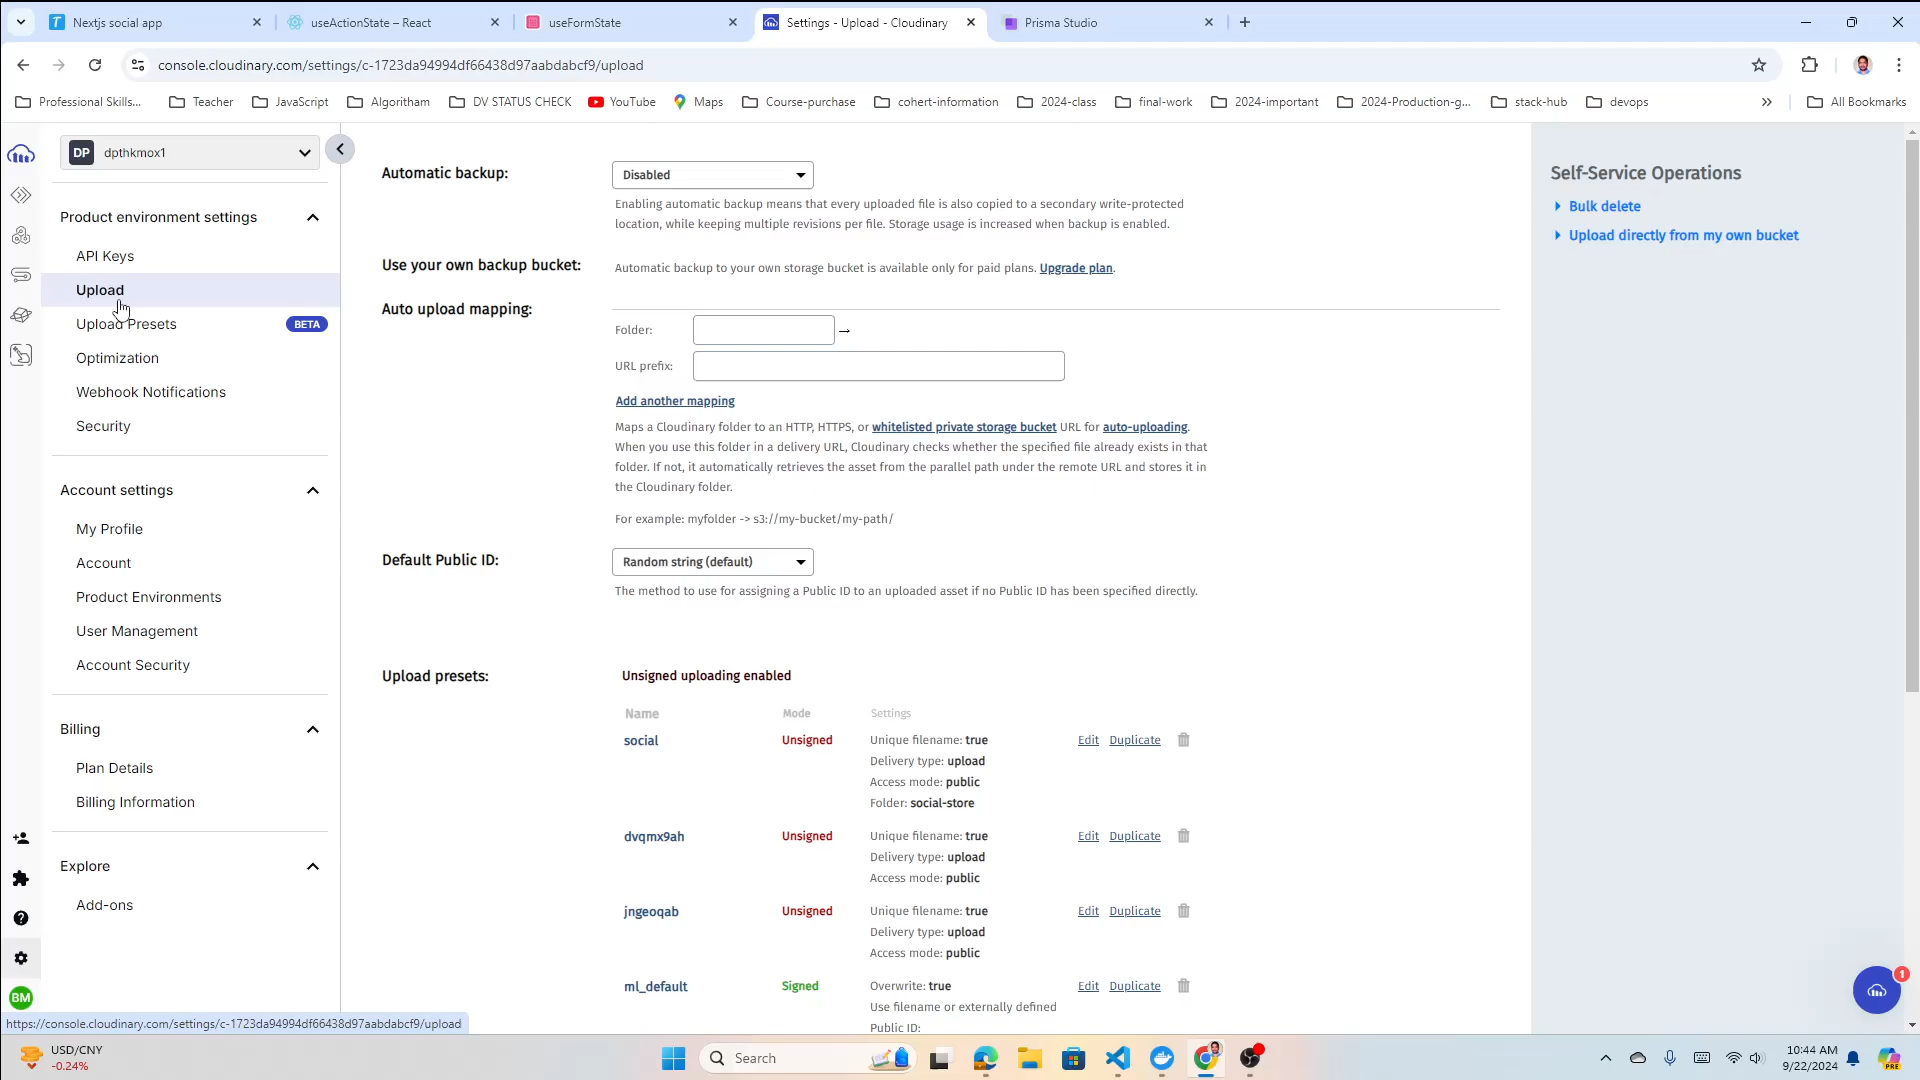 Nextjs social app
useActionState – React
useFormState
Settings - Upload - Cloudinary
Prisma Studio
console.cloudinary.com/settings/c-1723da94994df66438d97aabdabcf9/upload
Professional Skills...
Teacher
JavaScript
Algoritham
DV STATUS CHECK
YouTube
Maps
Course-purchase
cohert-information
2024-class
final-work
2024-important
2024-Production-g...
stack-hub
devops
All Bookmarks
DP dpthkmox1
Product environment settings
API Keys
Upload
Upload Presets BETA
Optimization
Webhook Notifications
Security
Account settings
My Profile
Account
Product Environments
User Management
Account Security
Billing
Plan Details
Billing Information
Explore
Add-ons
BM
https://console.cloudinary.com/settings/c-1723da94994df66438d97aabdabcf9/upload
Automatic backup: Disabled
Enabling automatic backup means that every uploaded file is also copied to a secondary write-protected
location, while keeping multiple revisions per file. Storage usage is increased when backup is enabled.
Use your own backup bucket: Automatic backup to your own storage bucket is available only for paid plans. Upgrade plan.
Auto upload mapping:
Folder: →
URL prefix:
Add another mapping
Maps a Cloudinary folder to an HTTP, HTTPS, or whitelisted private storage bucket URL for auto-uploading.
When you use this folder in a delivery URL, Cloudinary checks whether the specified file already exists in that
folder. If not, it automatically retrieves the asset from the parallel path under the remote URL and stores it in
the Cloudinary folder.
For example: myfolder -> s3://my-bucket/my-path/
Default Public ID: Random string (default)
The method to use for assigning a Public ID to an uploaded asset if no Public ID has been specified directly.
Upload presets: Unsigned uploading enabled
Name Mode Settings
social Unsigned Unique filename: true Edit Duplicate
Delivery type: upload
Access mode: public
Folder: social-store
dvqmx9ah Unsigned Unique filename: true Edit Duplicate
Delivery type: upload
Access mode: public
jngeoqab Unsigned Unique filename: true Edit Duplicate
Delivery type: upload
Access mode: public
ml_default Signed Overwrite: true Edit Duplicate
Use filename or externally defined
Public ID:
Self-Service Operations
Bulk delete
Upload directly from my own bucket
1
USD/CNY
-0.24%
Search
10:44 AM
9/22/2024
PRE